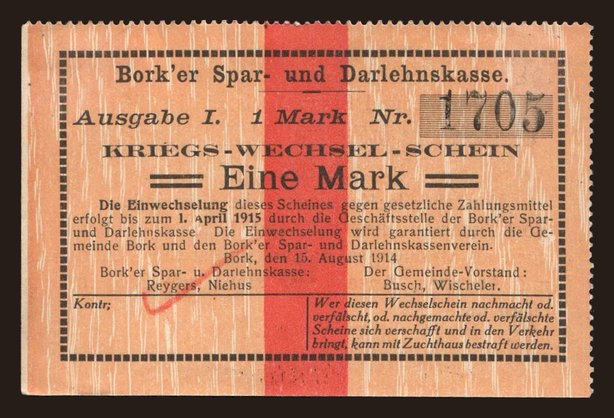 Bork'er Spar- und Darlehnskasse.
Ausgabe I. 1 Mark Nr. 1705
KRIEGS-WECHSEL-SCHEIN
Eine Mark
Die Einwechselung dieses Scheines gegen gesetzliche Zahlungsmittel
erfolgt bis zum 1. April 1915 durch die Geschäftsstelle der Bork'er Spar-
und Darlehnskasse. Die Einwechselung wird garantiert durch die Ge-
meinde Bork und den Bork'er Spar- und Darlehnskassenverein.
Bork, den 15. August 1914
Bork'er Spar- u. Darlehnskasse: Der Gemeinde-Vorstand:
Reygers, Niehus Busch, Wischeler.
Kontr;
Wer diesen Wechselschein nachmacht od.
verfälscht, od. nachgemachte od. verfälschte
Scheine sich verschafft und in den Verkehr
bringt, kann mit Zuchthaus bestraft werden.